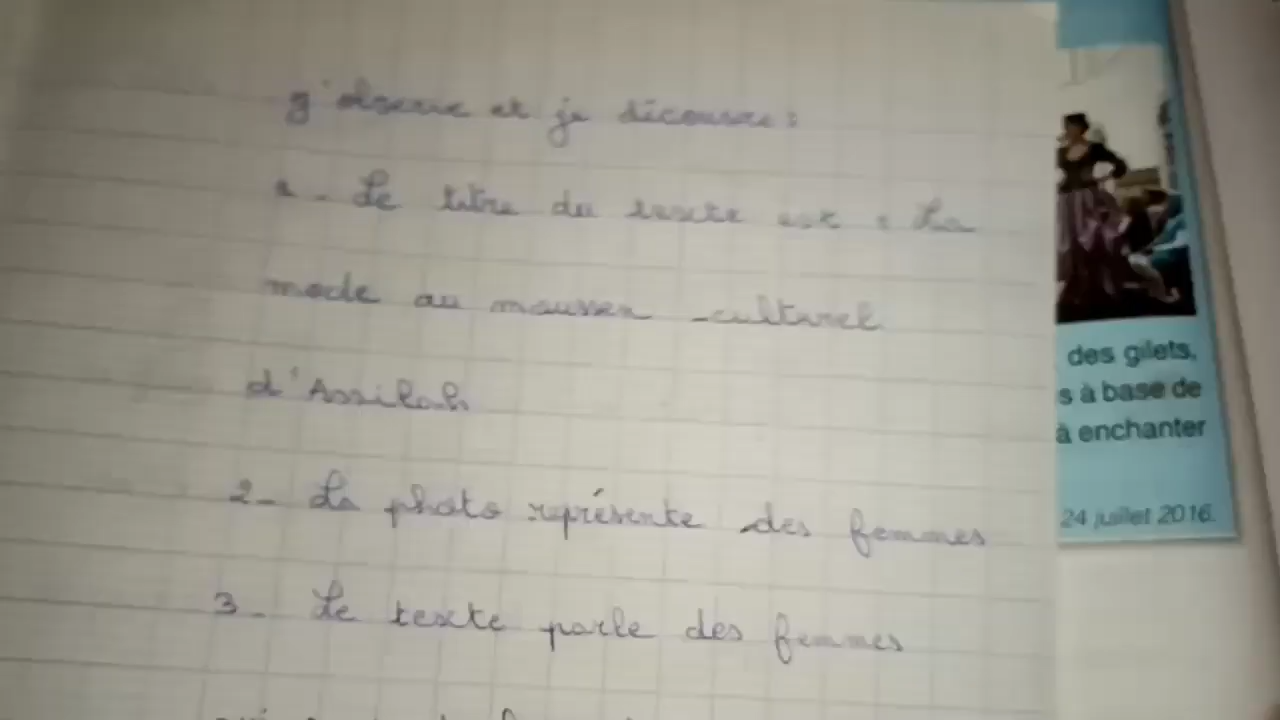 j'observe et je découvre :
1 - Le titre du texte est : La
mode au moussem culturel
d'Assilah
2 - La photo représente des femmes
3 - Le texte parle des femmes
des gilets,
s à base de
à enchanter
24 juillet 2016.